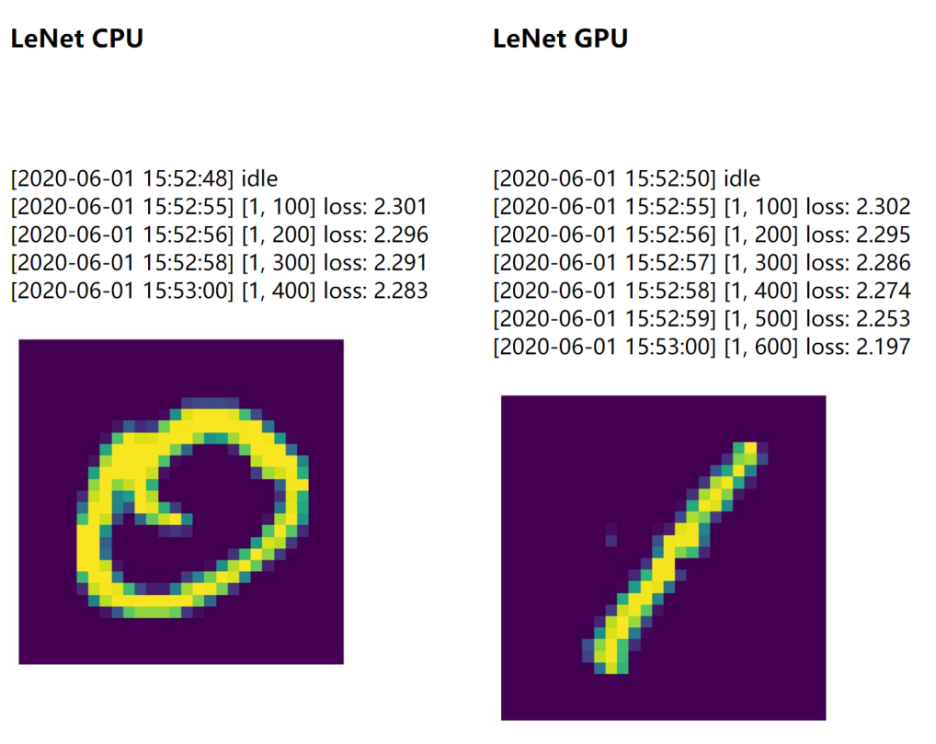 LeNet CPU
[2020-06-01 15:52:48] idle
[2020-06-01 15:52:55] [1, 100] loss: 2.301
[2020-06-01 15:52:56] [1, 200] loss: 2.296
[2020-06-01 15:52:58] [1, 300] loss: 2.291
[2020-06-01 15:53:00] [1, 400] loss: 2.283
LeNet GPU
[2020-06-01 15:52:50] idle
[2020-06-01 15:52:55] [1, 100] loss: 2.302
[2020-06-01 15:52:56] [1, 200] loss: 2.295
[2020-06-01 15:52:57] [1, 300] loss: 2.286
[2020-06-01 15:52:58] [1, 400] loss: 2.274
[2020-06-01 15:52:59] [1, 500] loss: 2.253
[2020-06-01 15:53:00] [1, 600] loss: 2.197